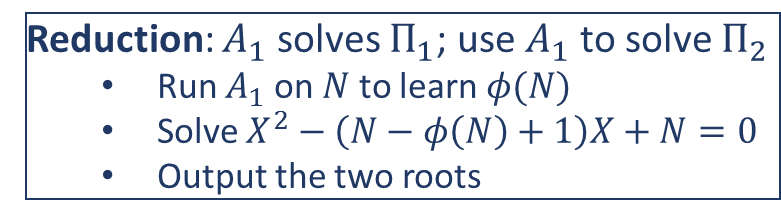 Reduction: A₁ solves Π₁; use A₁ to solve Π₂
• Run A₁ on N to learn ϕ(N)
• Solve X² − (N − ϕ(N) + 1)X + N = 0
• Output the two roots